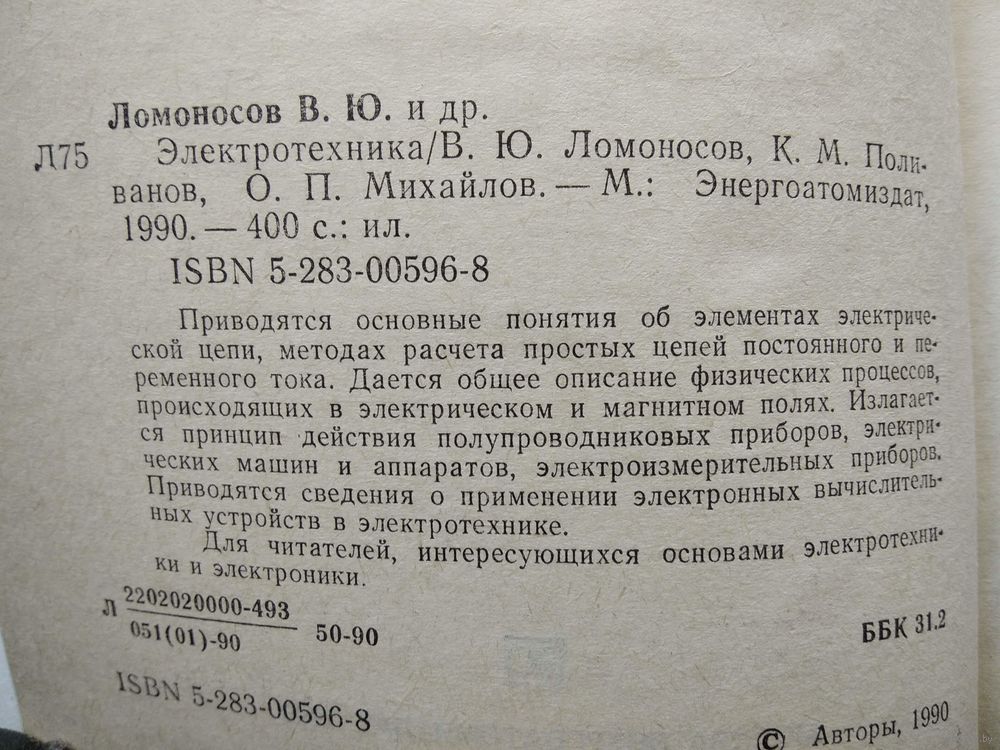 Ломоносов В. Ю. и др.
Л75 Электротехника/В. Ю. Ломоносов, К. М. Поли-
ванов, О. П. Михайлов. — М.: Энергоатомиздат,
1990. — 400 с.: ил.
ISBN 5-283-00596-8
Приводятся основные понятия об элементах электриче-
ской цепи, методах расчета простых цепей постоянного и пе-
ременного тока. Дается общее описание физических процессов,
происходящих в электрическом и магнитном полях. Излагает-
ся принцип действия полупроводниковых приборов, электри-
ческих машин и аппаратов, электроизмерительных приборов.
Приводятся сведения о применении электронных вычислитель-
ных устройств в электротехнике.
Для читателей, интересующихся основами электротехни-
ки и электроники.
Л 2202020000-493
051(01)-90 50-90
ББК 31.2
ISBN 5-283-00596-8
© Авторы, 1990